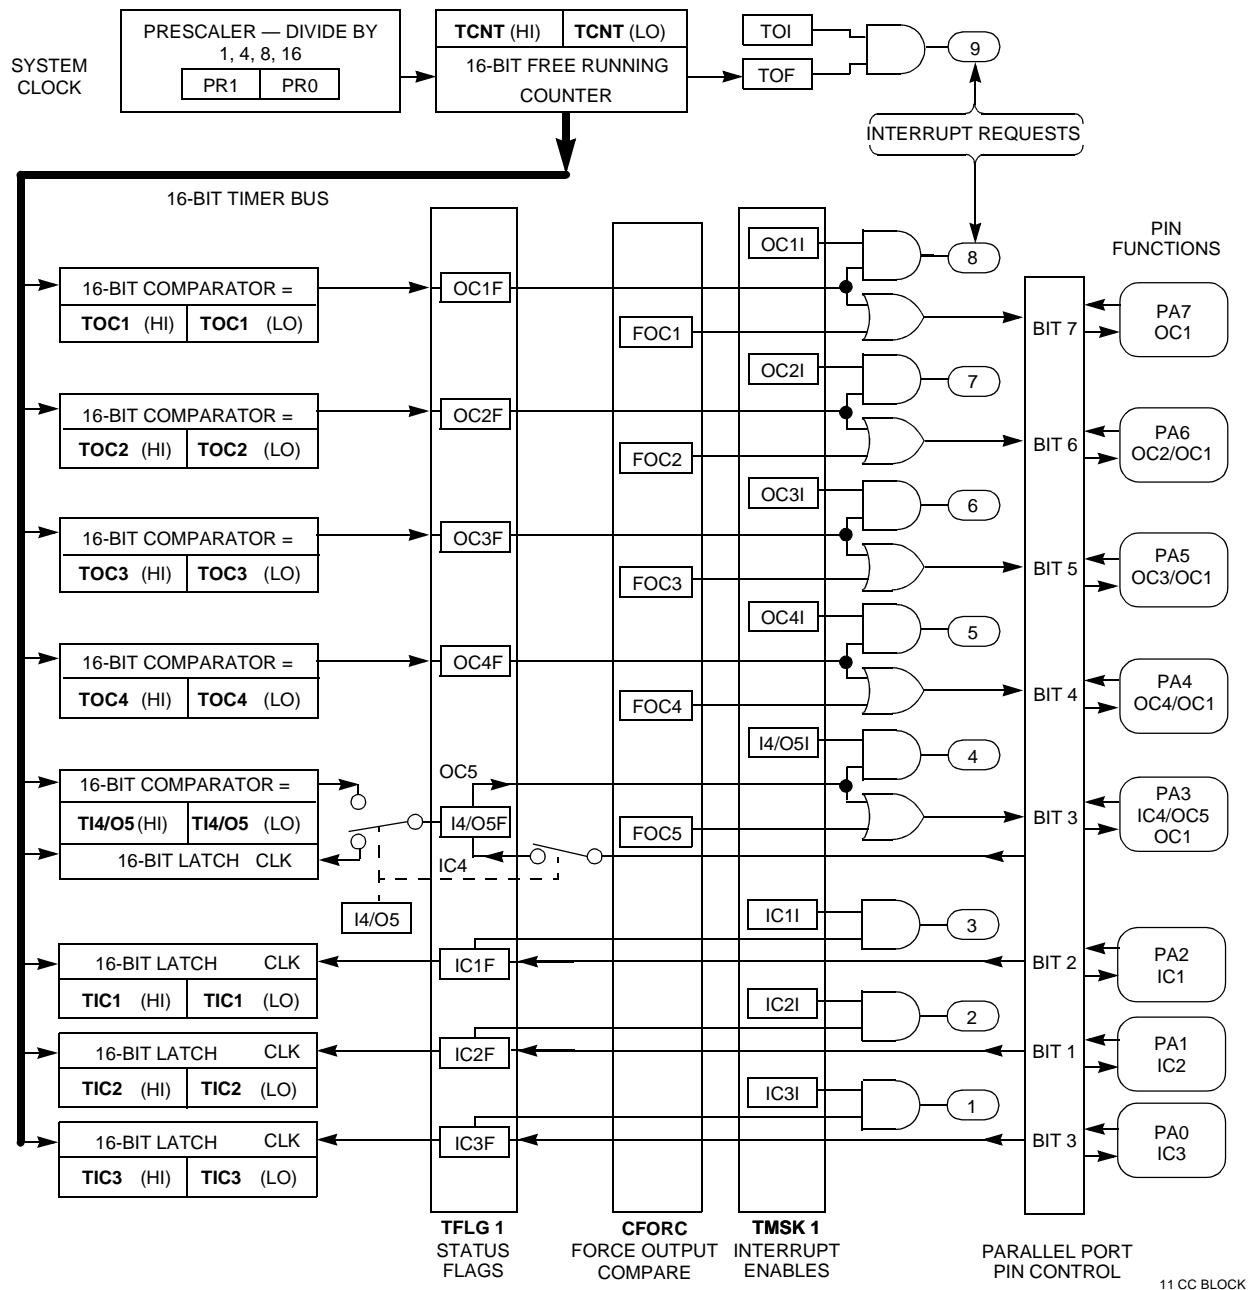 SYSTEM
CLOCK
PRESCALER — DIVIDE BY
1, 4, 8, 16
PR1 PR0
TCNT (HI) TCNT (LO)
16-BIT FREE RUNNING
COUNTER
TOI
TOF
9
INTERRUPT REQUESTS
16-BIT TIMER BUS
PIN
FUNCTIONS
OC1I
8
16-BIT COMPARATOR =
TOC1 (HI) TOC1 (LO)
OC1F
FOC1
BIT 7
PA7
OC1
OC2I
7
16-BIT COMPARATOR =
TOC2 (HI) TOC2 (LO)
OC2F
FOC2
BIT 6
PA6
OC2/OC1
OC3I
6
16-BIT COMPARATOR =
TOC3 (HI) TOC3 (LO)
OC3F
FOC3
BIT 5
PA5
OC3/OC1
OC4I
5
16-BIT COMPARATOR =
TOC4 (HI) TOC4 (LO)
OC4F
FOC4
BIT 4
PA4
OC4/OC1
I4/O5I
4
16-BIT COMPARATOR =
TI4/O5 (HI) TI4/O5 (LO)
16-BIT LATCH CLK
OC5
I4/O5F
IC4
I4/O5
FOC5
BIT 3
PA3
IC4/OC5
OC1
IC1I
3
16-BIT LATCH CLK
TIC1 (HI) TIC1 (LO)
IC1F
BIT 2
PA2
IC1
IC2I
2
16-BIT LATCH CLK
TIC2 (HI) TIC2 (LO)
IC2F
BIT 1
PA1
IC2
IC3I
1
16-BIT LATCH CLK
TIC3 (HI) TIC3 (LO)
IC3F
BIT 3
PA0
IC3
TFLG 1
STATUS
FLAGS
CFORC
FORCE OUTPUT
COMPARE
TMSK 1
INTERRUPT
ENABLES
PARALLEL PORT
PIN CONTROL
11 CC BLOCK